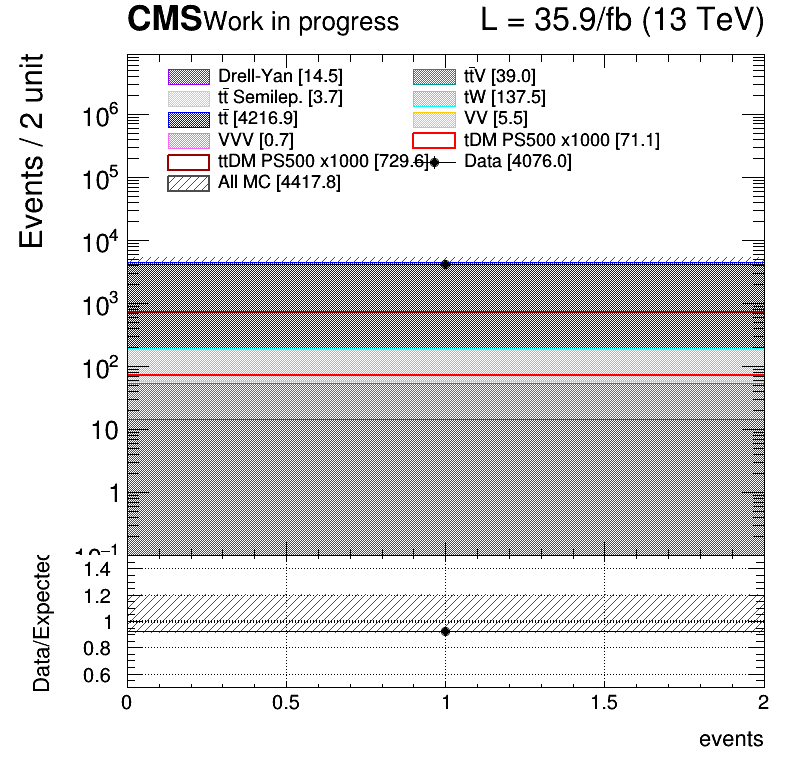 CMS Work in progress L = 35.9/fb (13 TeV)
Events / 2 unit
Drell-Yan [14.5] tt̄V [39.0]
tt̄ Semilep. [3.7] tW [137.5]
tt̄ [4216.9] VV [5.5]
VVV [0.7] tDM PS500 x1000 [71.1]
ttDM PS500 x1000 [729.6] Data [4076.0]
All MC [4417.8]
10⁶
10⁵
10⁴
10³
10²
10
1
10⁻¹
Data/Expected
1.4
1.2
1
0.8
0.6
0 0.5 1 1.5 2
events